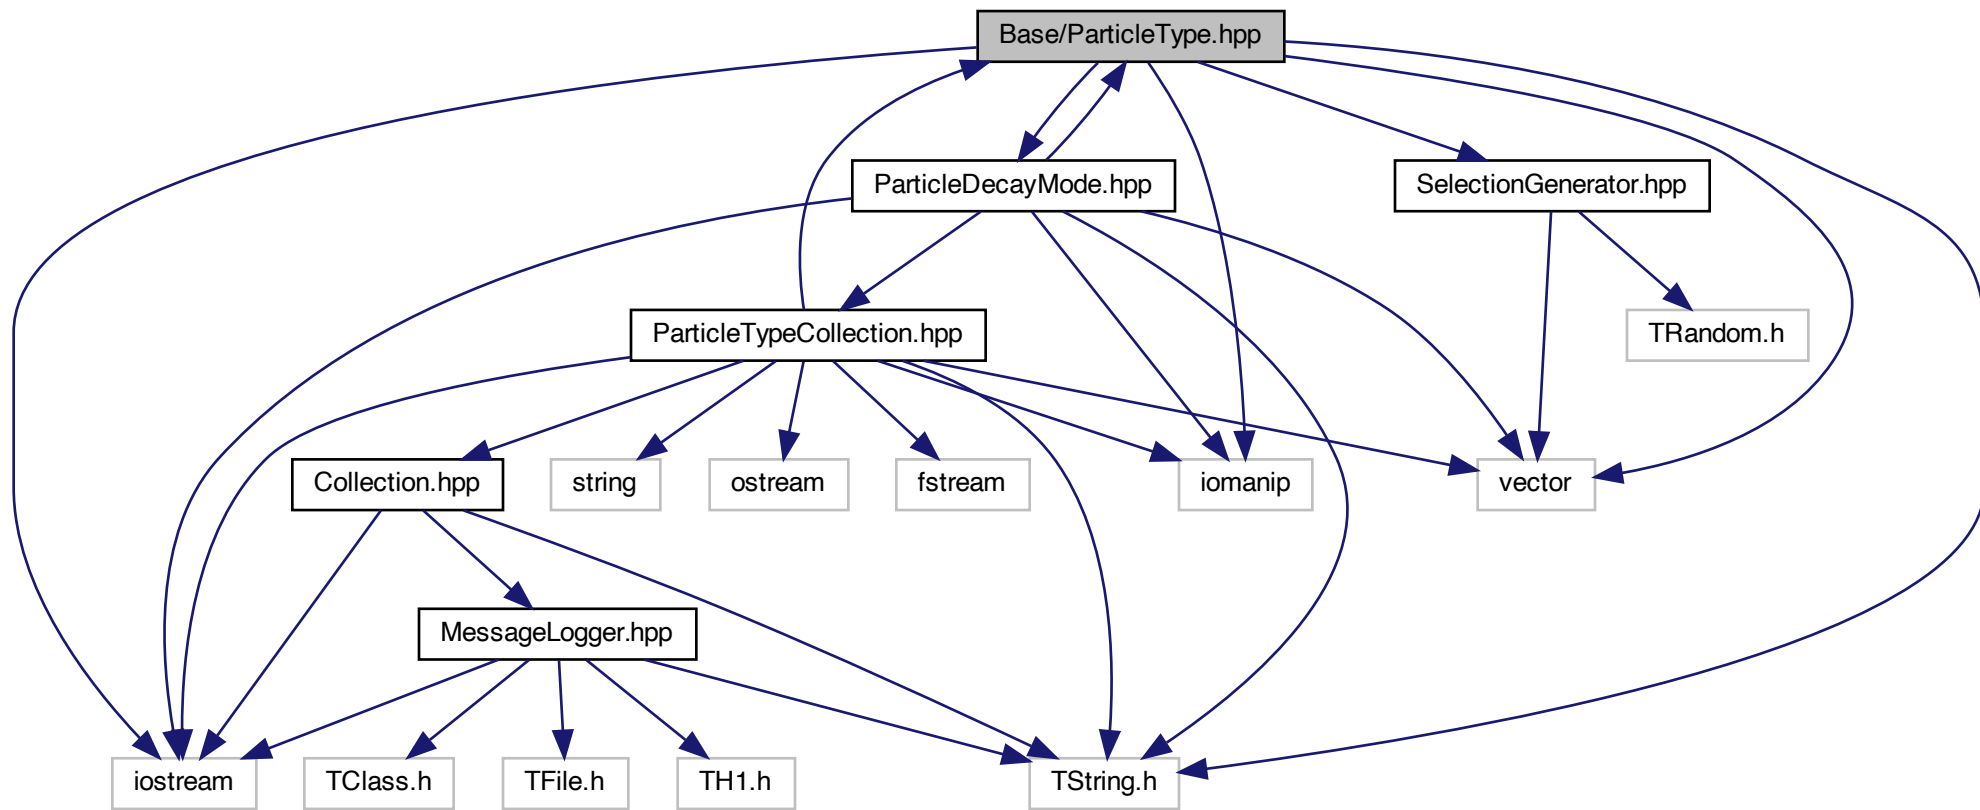 Base/ParticleType.hpp
ParticleDecayMode.hpp
SelectionGenerator.hpp
ParticleTypeCollection.hpp
TRandom.h
Collection.hpp
string
ostream
fstream
iomanip
vector
MessageLogger.hpp
iostream
TClass.h
TFile.h
TH1.h
TString.h